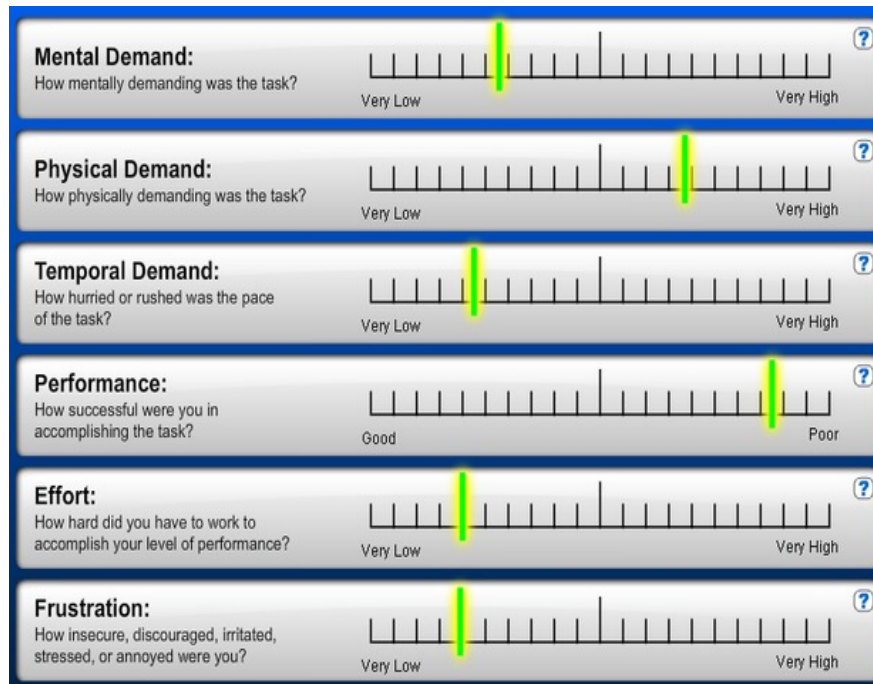 Mental Demand:
How mentally demanding was the task?
Very Low
Very High
?
Physical Demand:
How physically demanding was the task?
Very Low
Very High
?
Temporal Demand:
How hurried or rushed was the pace
of the task?
Very Low
Very High
?
Performance:
How successful were you in
accomplishing the task?
Good
Poor
?
Effort:
How hard did you have to work to
accomplish your level of performance?
Very Low
Very High
?
Frustration:
How insecure, discouraged, irritated,
stressed, or annoyed were you?
Very Low
Very High
?